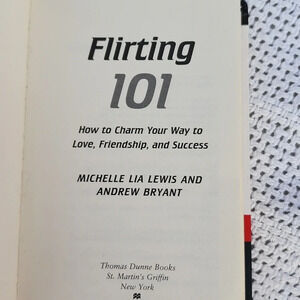 Flirting
101
How to Charm Your Way to
Love, Friendship, and Success
MICHELLE LIA LEWIS AND
ANDREW BRYANT
Thomas Dunne Books
St. Martin's Griffin
New York